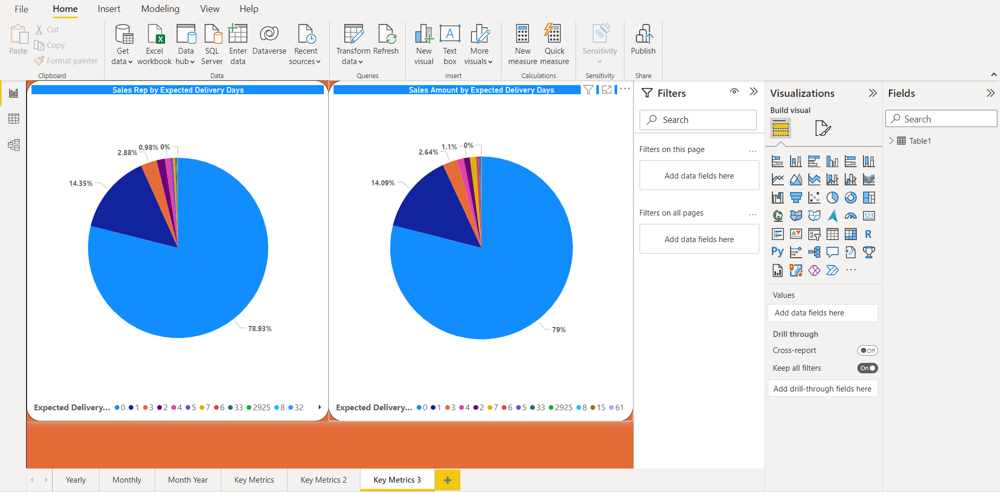 File Home Insert Modeling View Help
Paste
Cut
Copy
Format painter
Clipboard
Get data
Excel workbook
Data hub
SQL Server
Enter data
Dataverse
Recent sources
Data
Transform data
Refresh
Queries
New visual
Text box
More visuals
Insert
New measure
Quick measure
Calculations
Sensitivity
Sensitivity
Publish
Share
Sales Rep by Expected Delivery Days
0.98% 0%
2.88%
14.35%
78.93%
Expected Delivery... 0 1 3 2 4 5 7 6 33 2925 8 32
Sales Amount by Expected Delivery Days
1.1% 0%
2.64%
14.09%
79%
Expected Delivery... 0 1 3 4 2 7 6 5 33 2925 8 15 61
Filters
Search
Filters on this page ...
Add data fields here
Filters on all pages ...
Add data fields here
Visualizations
Build visual
123
R
Py
...
Values
Add data fields here
Drill through
Cross-report Off
Keep all filters On
Add drill-through fields here
Fields
Search
Table1
Yearly Monthly Month Year Key Metrics Key Metrics 2 Key Metrics 3 +